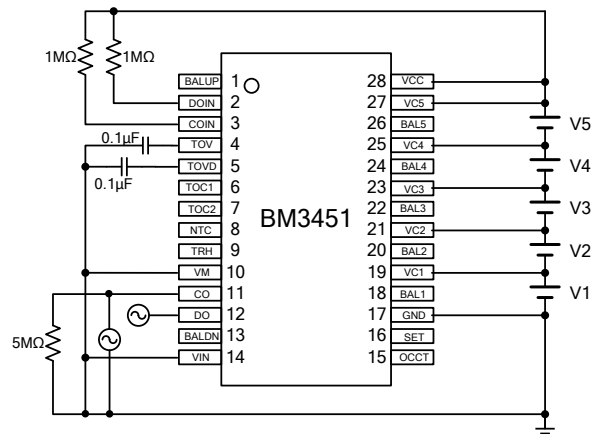 1MΩ 1MΩ
BALUP 1 28 VCC
DOIN 2 27 VC5
COIN 3 26 BAL5
V5
0.1μF
TOV 4 25 VC4
TOVD 5 24 BAL4
V4
0.1μF
TOC1 6 23 VC3
TOC2 7 22 BAL3
V3
BM3451
NTC 8 21 VC2
TRH 9 20 BAL2
V2
VM 10 19 VC1
CO 11 18 BAL1
V1
DO 12 17 GND
BALDN 13 16 SET
5MΩ
VIN 14 15 OCCT